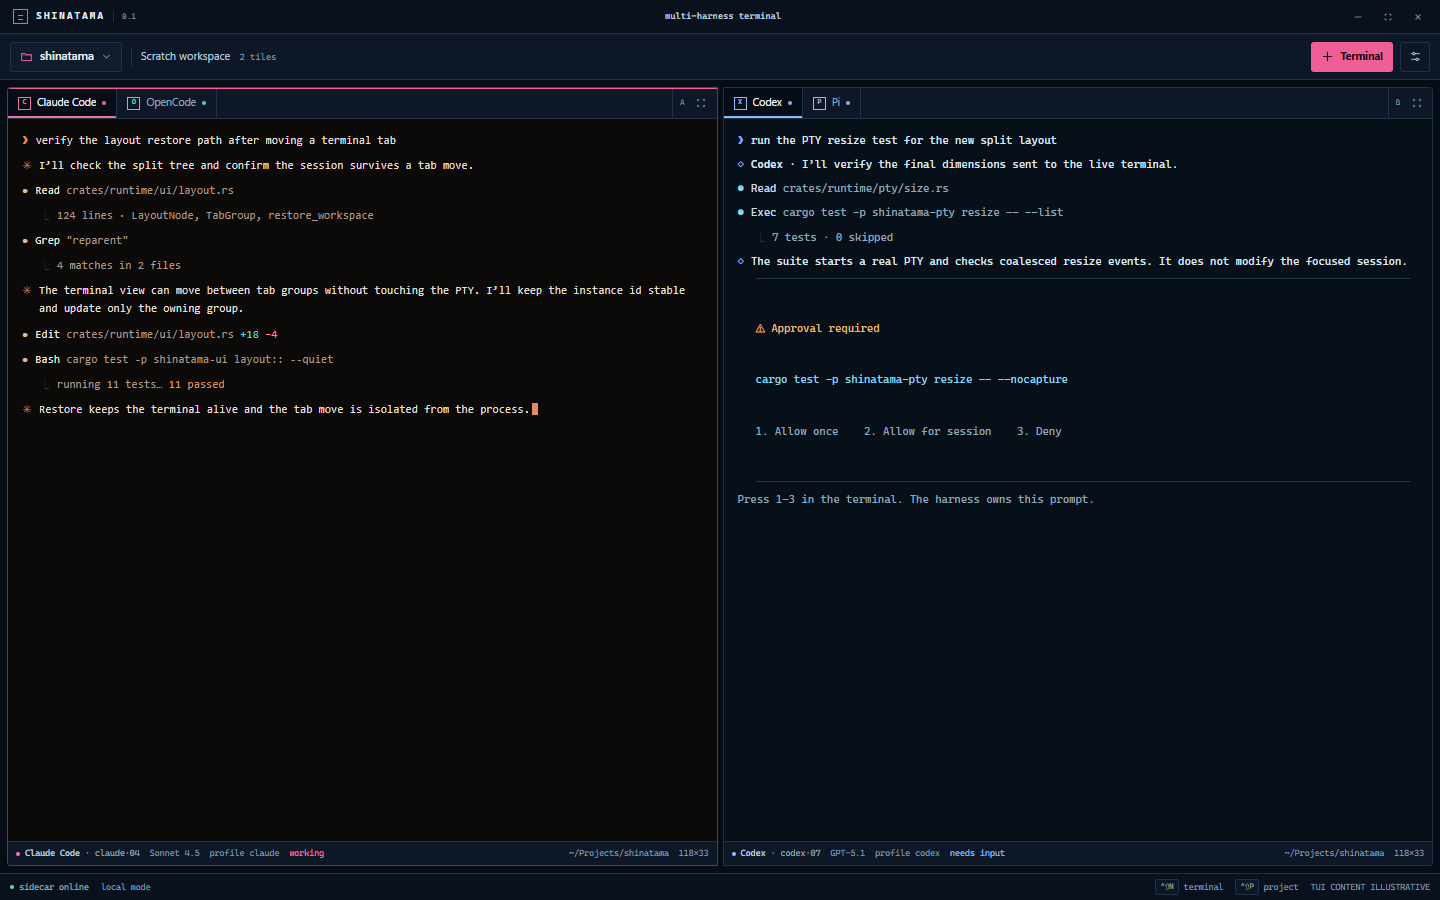 SHINATAMA 0.1
multi-harness terminal
shinatama
Scratch workspace 2 tiles
+ Terminal
C Claude Code
O OpenCode
A
❯ verify the layout restore path after moving a terminal tab
✳ I’ll check the split tree and confirm the session survives a tab move.
● Read crates/runtime/ui/layout.rs
⎿ 124 lines · LayoutNode, TabGroup, restore_workspace
● Grep "reparent"
⎿ 4 matches in 2 files
✳ The terminal view can move between tab groups without touching the PTY. I’ll keep the instance id stable
and update only the owning group.
● Edit crates/runtime/ui/layout.rs +18 −4
● Bash cargo test -p shinatama-ui layout:: --quiet
⎿ running 11 tests… 11 passed
✳ Restore keeps the terminal alive and the tab move is isolated from the process.
● Claude Code · claude-04 Sonnet 4.5 profile claude working
~/Projects/shinatama 118×33
X Codex
P Pi
B
❯ run the PTY resize test for the new split layout
◇ Codex · I’ll verify the final dimensions sent to the live terminal.
● Read crates/runtime/pty/size.rs
● Exec cargo test -p shinatama-pty resize -- --list
⎿ 7 tests · 0 skipped
◇ The suite starts a real PTY and checks coalesced resize events. It does not modify the focused session.
⚠ Approval required
cargo test -p shinatama-pty resize -- --nocapture
1. Allow once 2. Allow for session 3. Deny
Press 1–3 in the terminal. The harness owns this prompt.
● Codex · codex-07 GPT-5.1 profile codex needs input
~/Projects/shinatama 118×33
● sidecar online local mode
⌃⇧N terminal ⌃⇧P project TUI CONTENT ILLUSTRATIVE